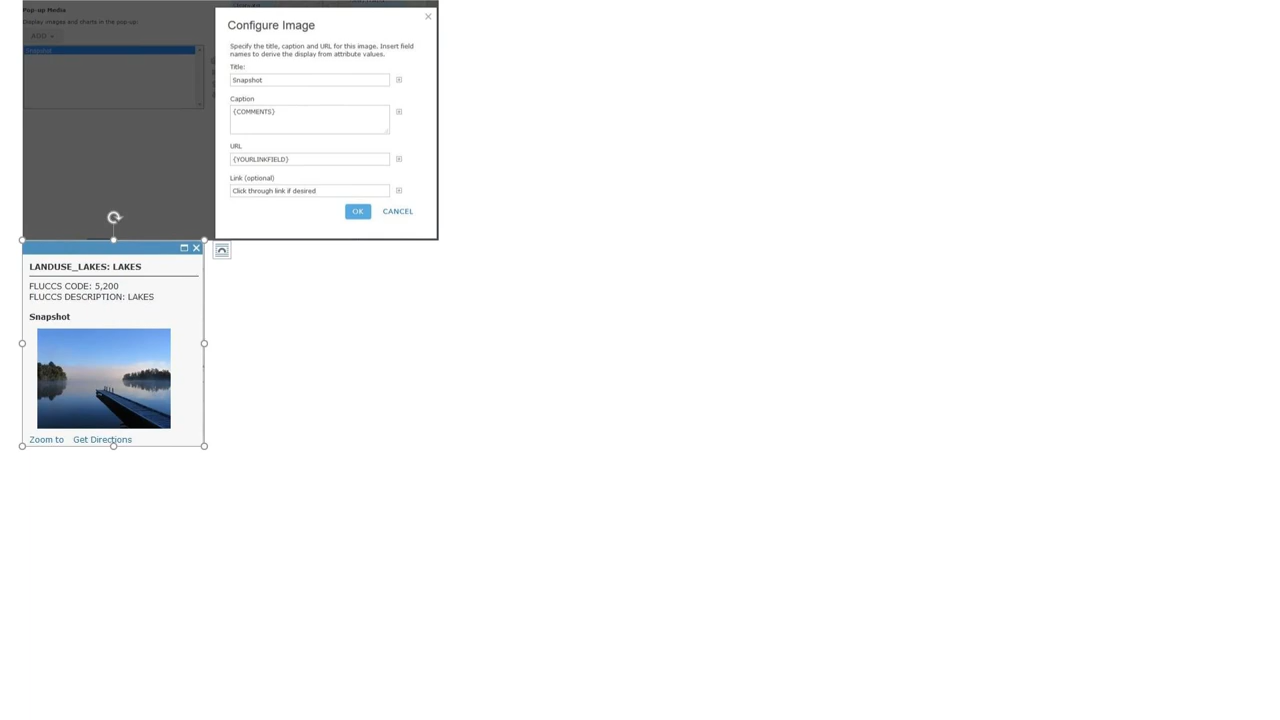 Pop-up Media
Display images and charts in the pop-up:
ADD
Snapshot
Configure Image
Specify the title, caption and URL for this image. Insert field
names to derive the display from attribute values.
Title:
Snapshot
Caption
{COMMENTS}
URL
{YOURLINKFIELD}
Link (optional)
Click through link if desired
OK CANCEL
LANDUSE_LAKES: LAKES
FLUCCS CODE: 5,200
FLUCCS DESCRIPTION: LAKES
Snapshot
Zoom to Get Directions